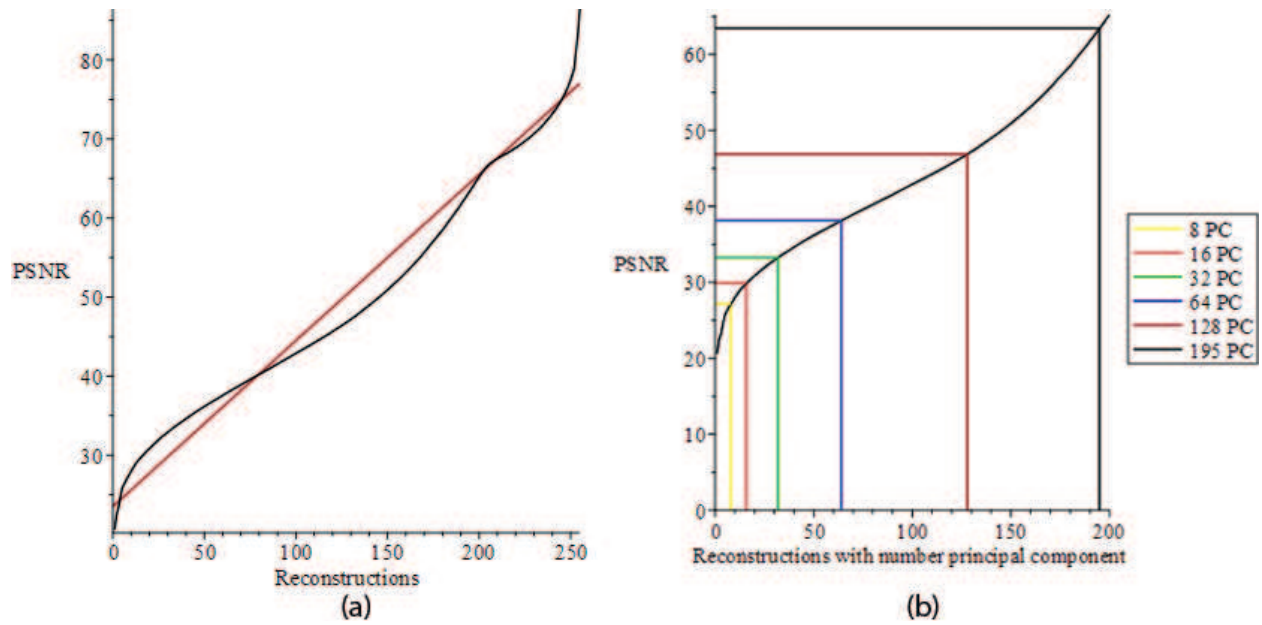 80
70
60
PSNR
50
40
30
0 50 100 150 200 250
Reconstructions
(a)
60
50
40
PSNR
30
20
10
0
0 50 100 150 200
Reconstructions with number principal component
(b)
8 PC
16 PC
32 PC
64 PC
128 PC
195 PC